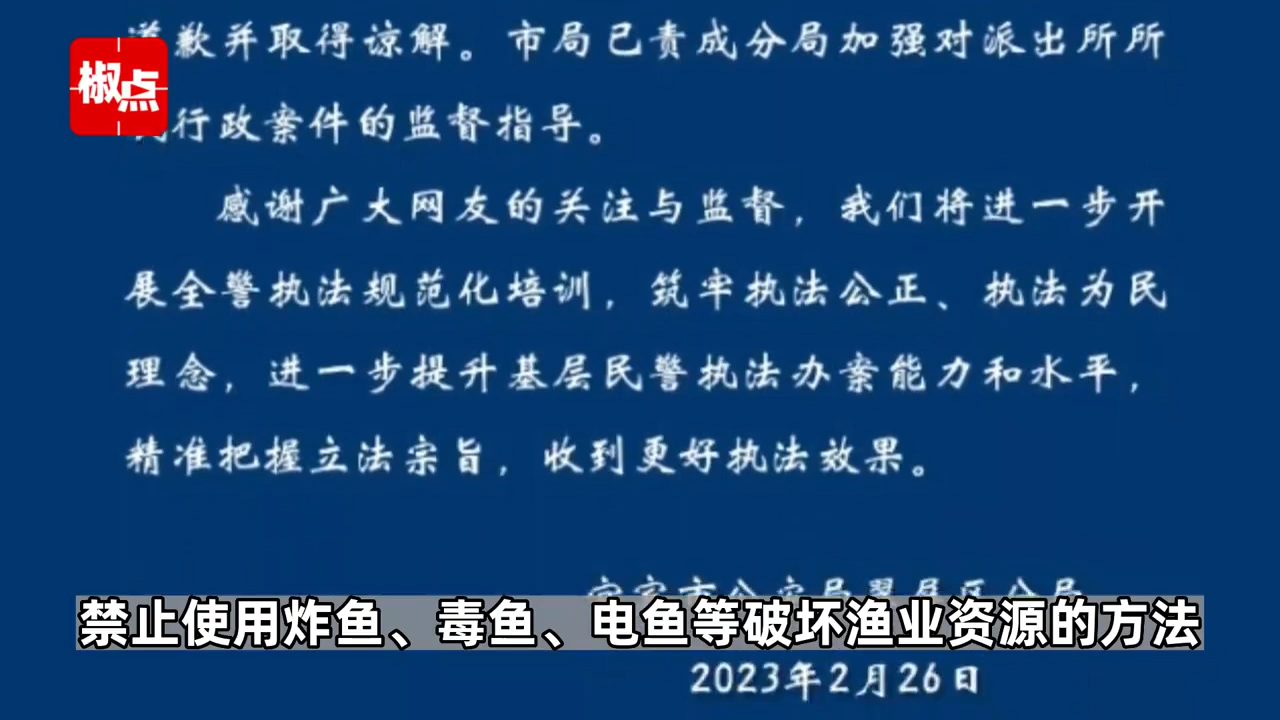 道歉并取得谅解。市局已责成分局加强对派出所所
行政案件的监督指导。
感谢广大网友的关注与监督，我们将进一步开
展全警执法规范化培训，筑牢执法公正、执法为民
理念，进一步提升基层民警执法办案能力和水平，
精准把握立法宗旨，收到更好执法效果。
禁止使用炸鱼、毒鱼、电鱼等破坏渔业资源的方法
2023年2月26日
椒点